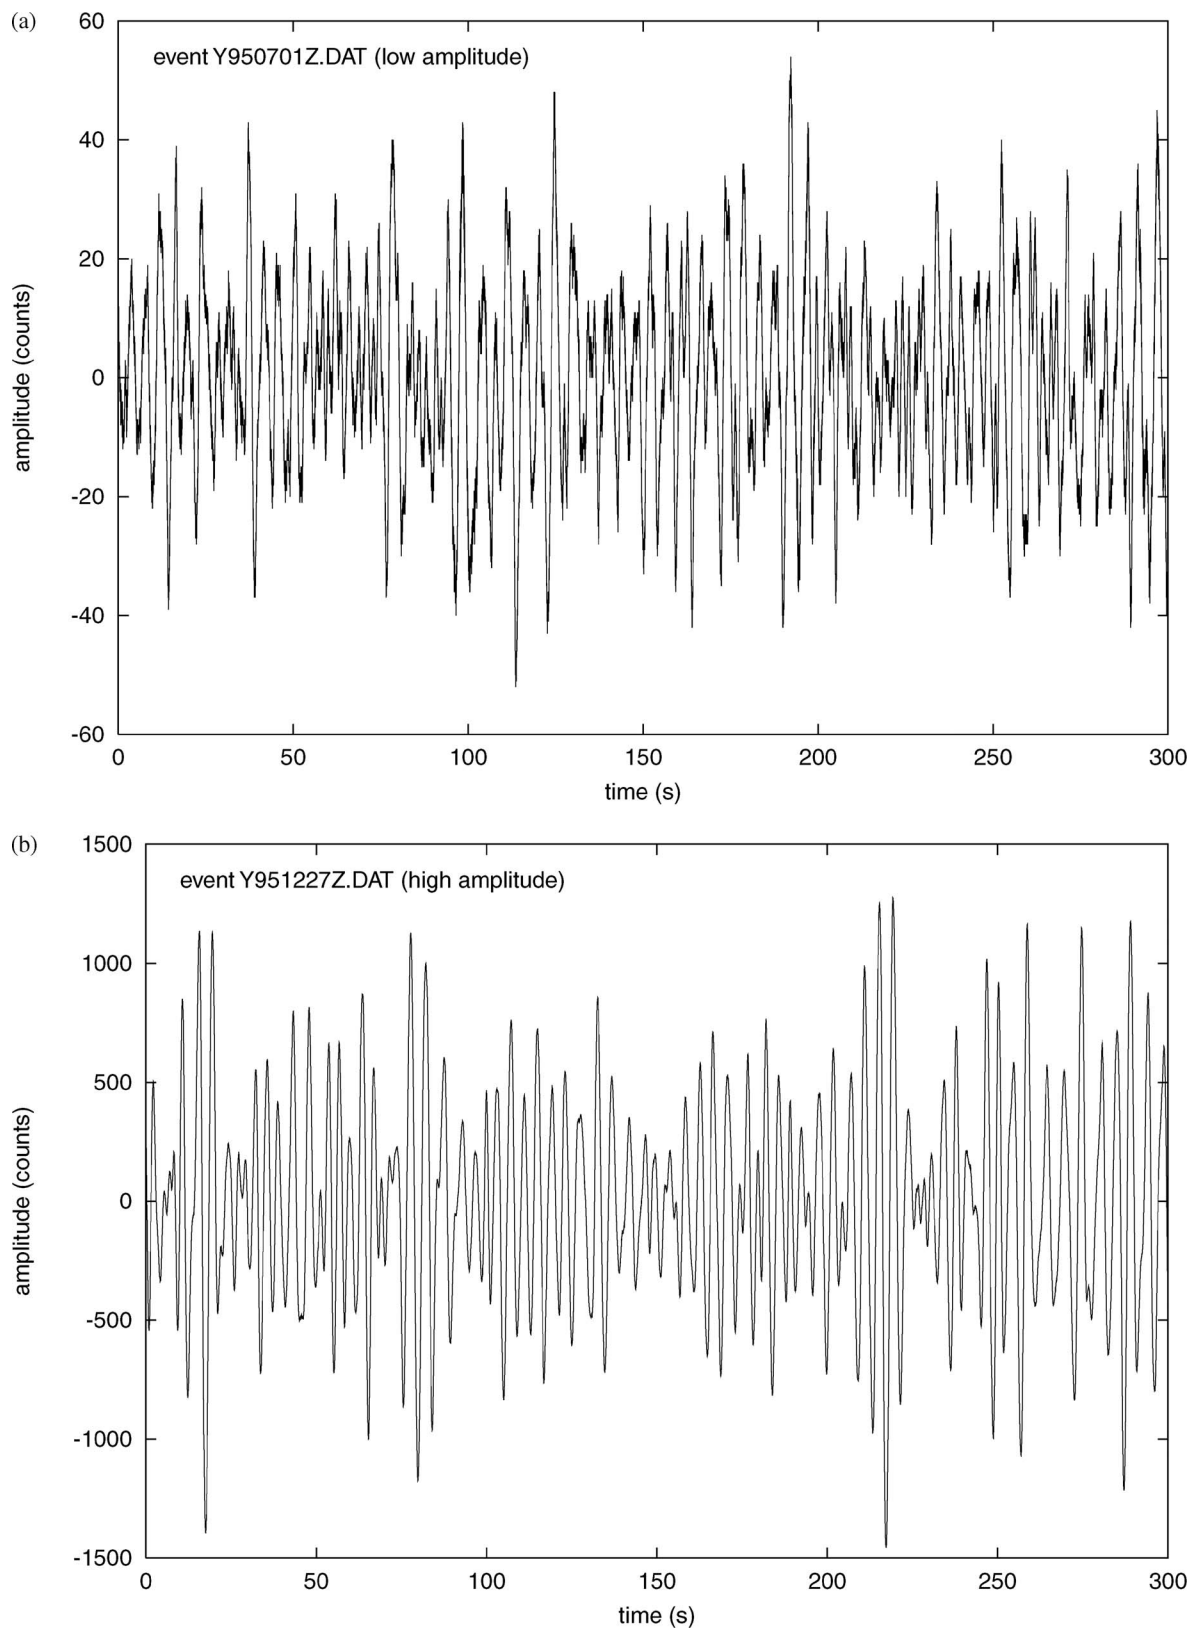 (a)
60
event Y950701Z.DAT (low amplitude)
40
20
0
-20
-40
-60
amplitude (counts)
0 50 100 150 200 250 300
time (s)
(b)
1500
event Y951227Z.DAT (high amplitude)
1000
500
0
-500
-1000
-1500
amplitude (counts)
0 50 100 150 200 250 300
time (s)